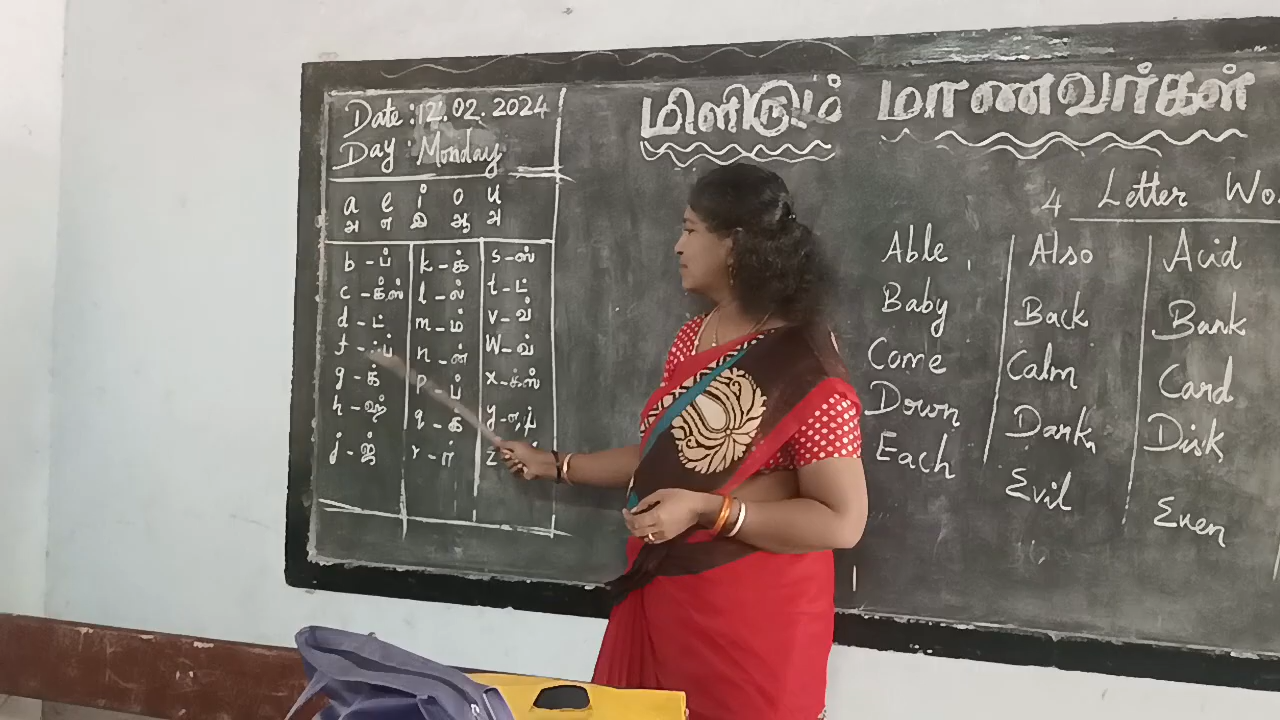 Date : 12.02.2024
Day : Monday
a e i o u
அ எ இ ஆ அ
b - ப் k - க் s - ஸ்
c - க்ஸ் l - ல் t - ட்
d - ட் m - ம் v - வ்
f - ஃப் n - ன் w - வ்
g - க் p - ப் x - க்ஸ்
h - ஹ் q - க் y - ய்
j - ஜ் r - ர் z
மிளிரும் மாணவர்கள்
4 Letter Wo
Able Also Acid
Baby Back Bank
Come Calm Card
Down Dark Disk
Each Evil Even